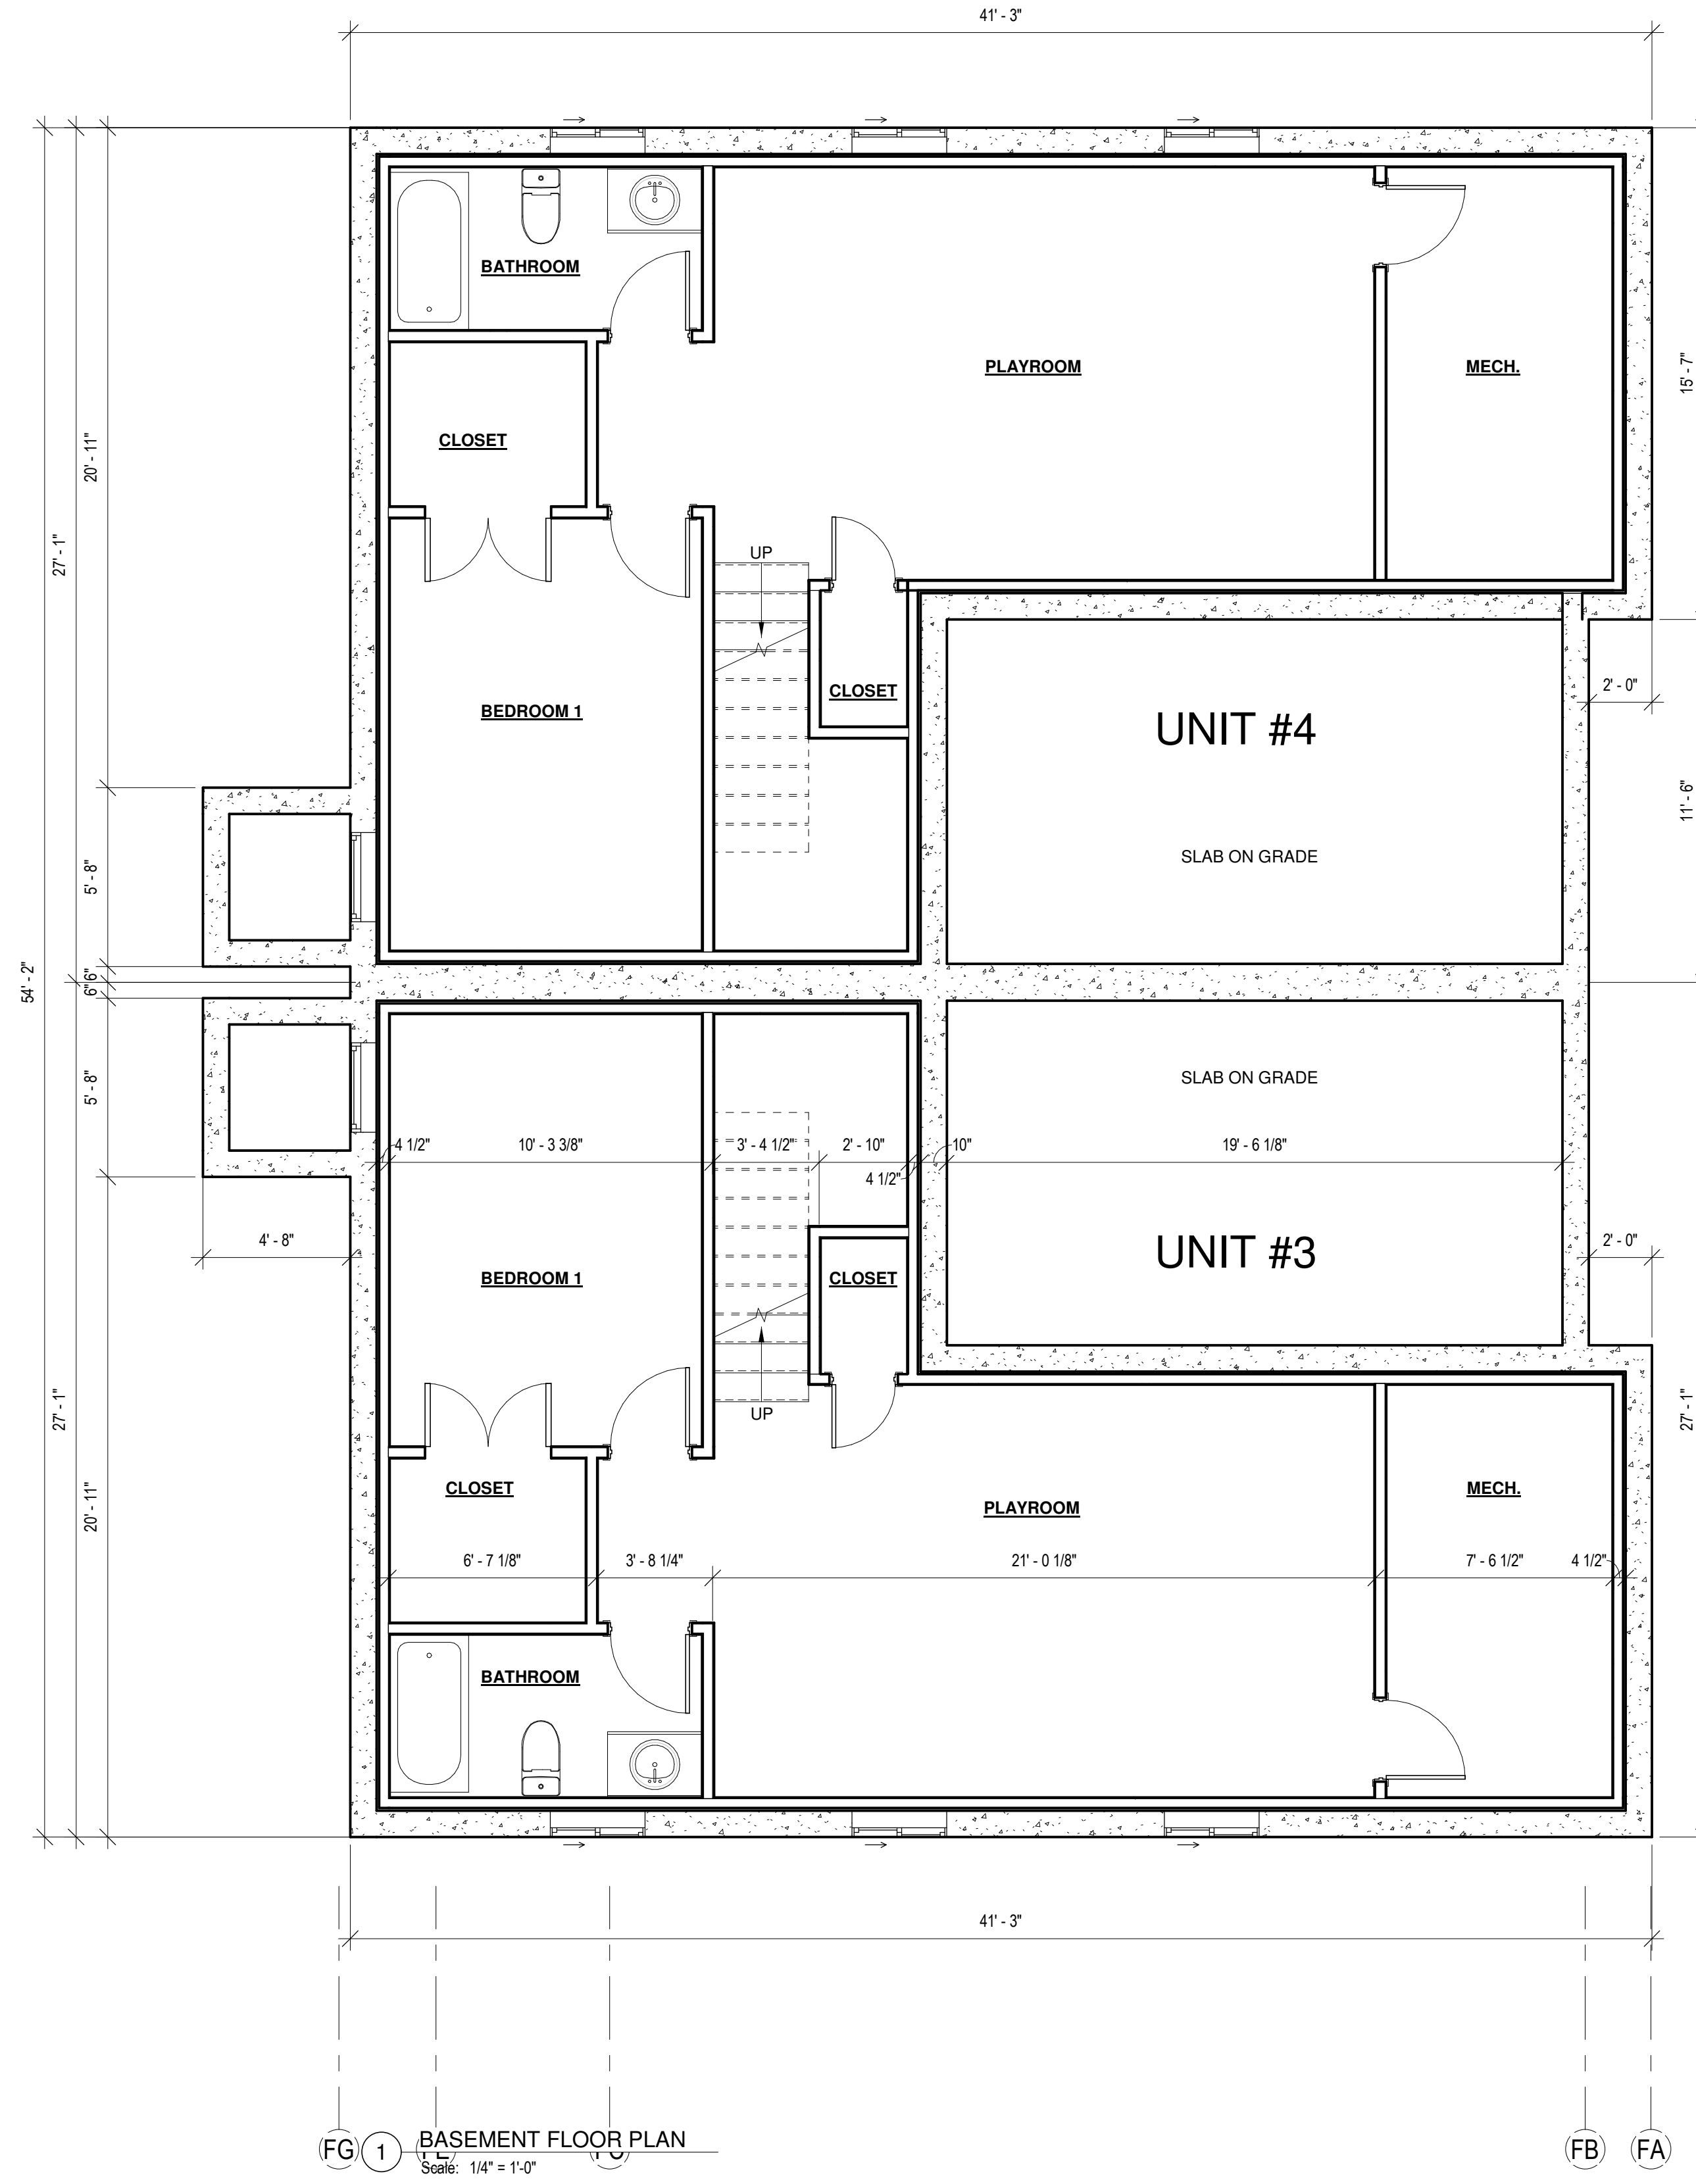 41' - 3"
BATHROOM
PLAYROOM
MECH.
15' - 7"
CLOSET
20' - 11"
27' - 1"
UP
CLOSET
2' - 0"
BEDROOM 1
UNIT #4
11' - 6"
SLAB ON GRADE
5' - 8"
6"
54' - 2"
6"
5' - 8"
SLAB ON GRADE
4 1/2"
10' - 3 3/8"
3' - 4 1/2"
2' - 10"
10"
19' - 6 1/8"
4 1/2"
4' - 8"
2' - 0"
UNIT #3
BEDROOM 1
CLOSET
27' - 1"
27' - 1"
UP
CLOSET
MECH.
20' - 11"
PLAYROOM
6' - 7 1/8"
3' - 8 1/4"
21' - 0 1/8"
7' - 6 1/2"
4 1/2"
BATHROOM
41' - 3"
FG
1
BASEMENT FLOOR PLAN
FB
FA
Scale: 1/4" = 1'-0"